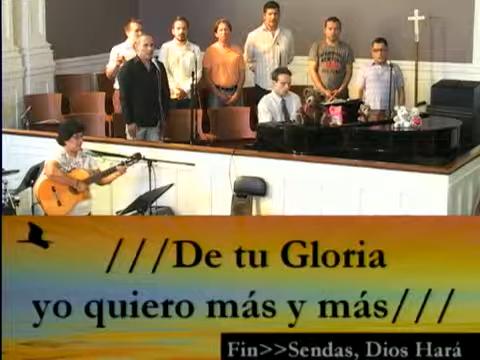 ///De tu Gloria
yo quiero más y más///
Fin>>Sendas, Dios Hará